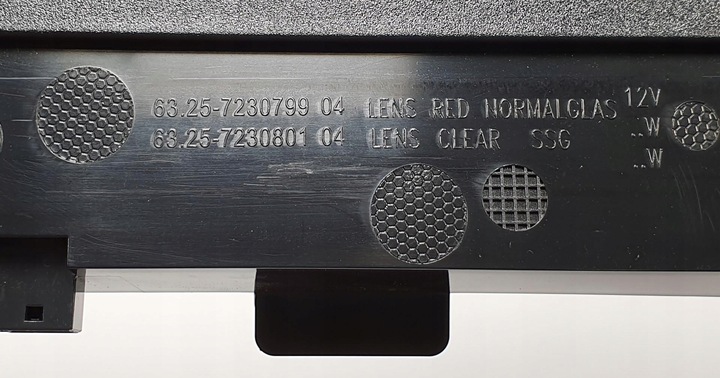 63.25-7230799 04 LENS RED NORMALGLAS 12V
63.25-7230801 04 LENS CLEAR SSG ..W
..W